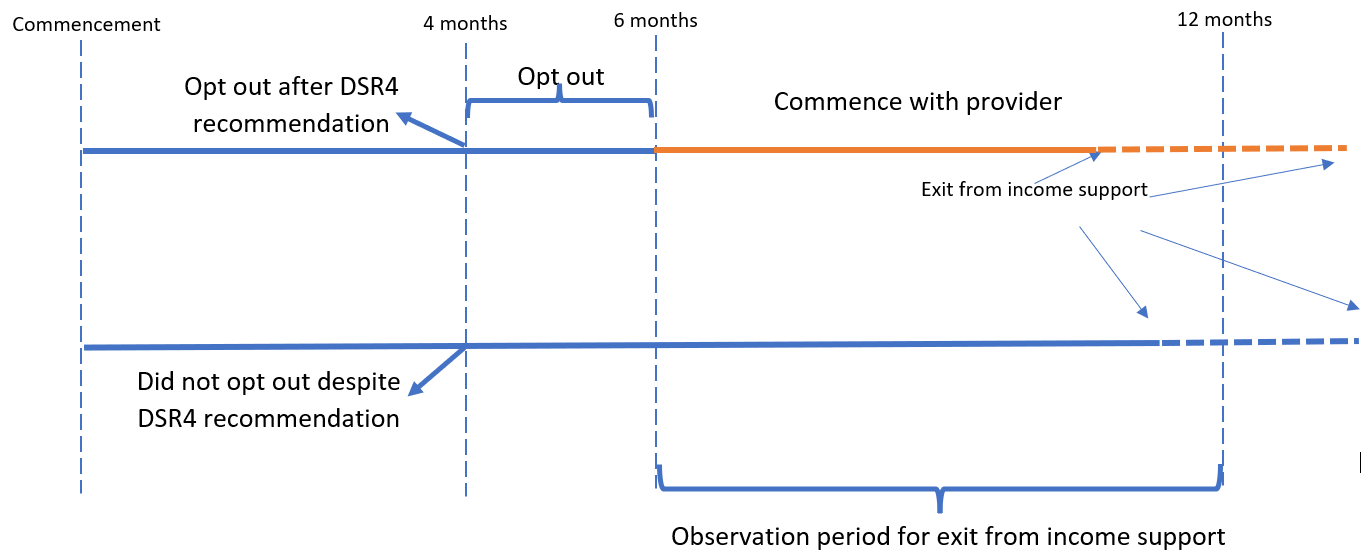 Commencement
4 months
6 months
12 months
Opt out after DSR4
recommendation
Opt out
Commence with provider
Exit from income support
Did not opt out despite
DSR4 recommendation
Observation period for exit from income support